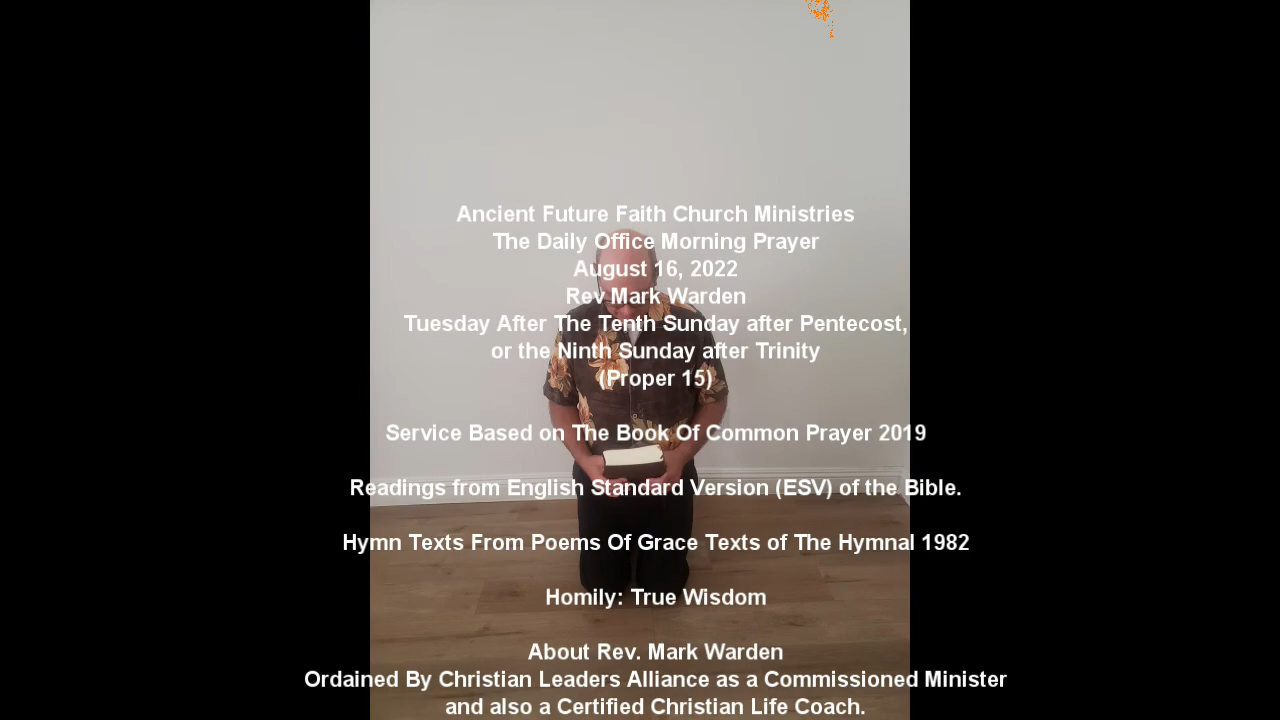 Ancient Future Faith Church Ministries
The Daily Office Morning Prayer
August 16, 2022
Rev Mark Warden
Tuesday After The Tenth Sunday after Pentecost,
or the Ninth Sunday after Trinity
(Proper 15)
Service Based on The Book Of Common Prayer 2019
Readings from English Standard Version (ESV) of the Bible.
Hymn Texts From Poems Of Grace Texts of The Hymnal 1982
Homily: True Wisdom
About Rev. Mark Warden
Ordained By Christian Leaders Alliance as a Commissioned Minister
and also a Certified Christian Life Coach.